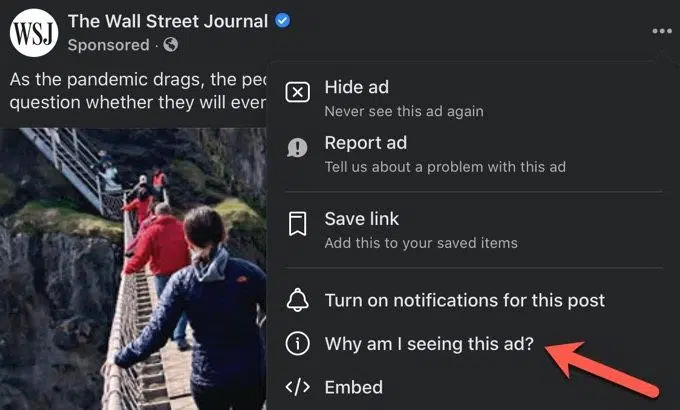 WSJ
The Wall Street Journal
Sponsored ·
As the pandemic drags, the
question whether they will
Hide ad
Never see this ad again
Report ad
Tell us about a problem with this ad
Save link
Add this to your saved items
Turn on notifications for this post
Why am I seeing this ad?
</> Embed